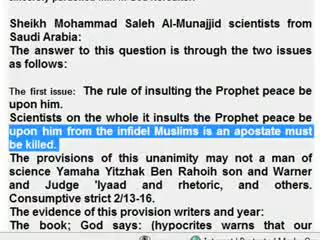 Sheikh Mohammad Saleh Al-Munajjid scientists from
Saudi Arabia:
The answer to this question is through the two issues
as follows:
The first issue: The rule of insulting the Prophet peace be
upon him.
Scientists on the whole it insults the Prophet peace be
upon him from the infidel Muslims is an apostate must
be killed.
The provisions of this unanimity may not a man of
science Yamaha Yitzhak Ben Rahoih son and Warner
and Judge 'Iyaad and rhetoric, and others.
Consumptive strict 2/13-16.
The evidence of this provision writers and year:
The book; God says: (hypocrites warns that our